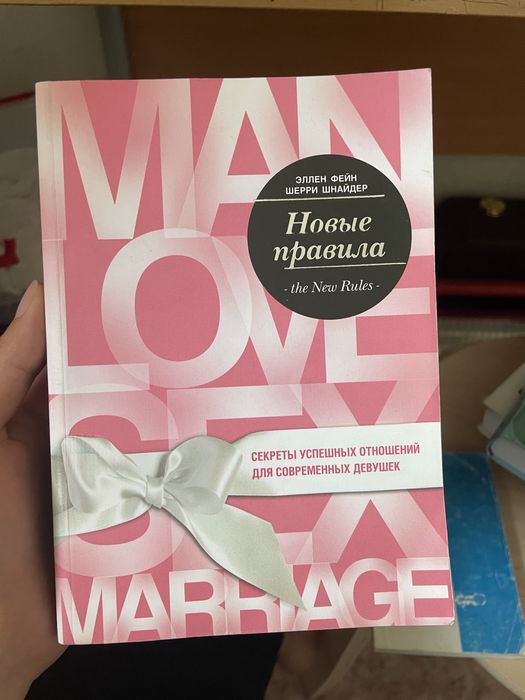 MAN
ЭЛЛЕН ФЕЙН
ШЕРРИ ШНАЙДЕР
Новые
правила
- the New Rules -
LOVE
SEX
СЕКРЕТЫ УСПЕШНЫХ ОТНОШЕНИЙ
ДЛЯ СОВРЕМЕННЫХ ДЕВУШЕК
MARRIAGE